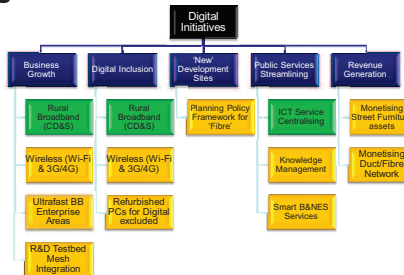 Digital
Initiatives
Business
Growth
Digital Inclusion
'New'
Development
Sites
Public Services
Streamlining
Revenue
Generation
Rural
Broadband
(CD&S)
Rural
Broadband
(CD&S)
Planning Policy
Framework for
'Fibre'
ICT Service
Centralising
Monetising
Street Furniture
assets
Wireless (Wi-Fi
& 3G/4G)
Wireless (Wi-Fi
& 3G/4G)
Knowledge
Management
Monetising
Duct/Fibre
Network
Ultrafast BB
Enterprise
Areas
Refurbished
PCs for Digital
excluded
Smart B&NES
Services
R&D Testbed
Mesh
Integration